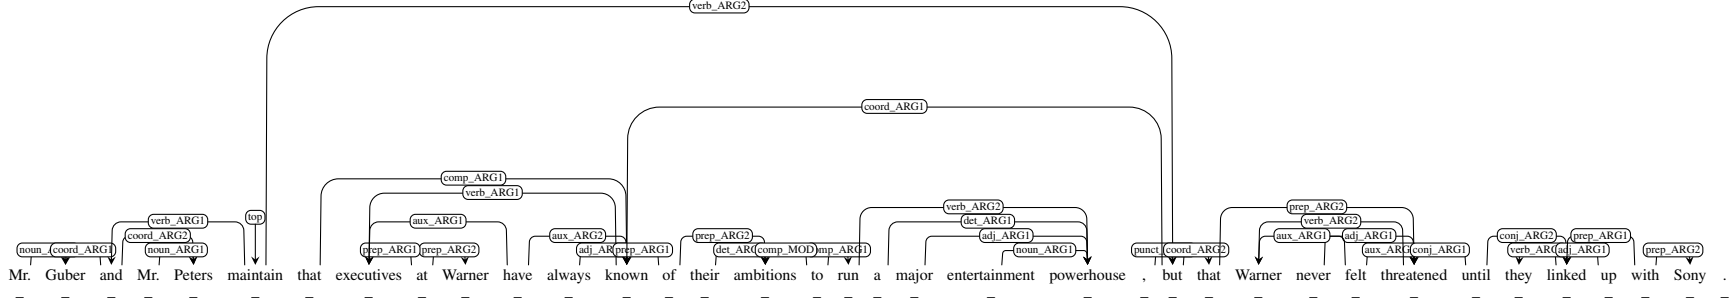 verb_ARG2
coord_ARG1
comp_ARG1
verb_ARG1
verb_ARG2
prep_ARG2
top
verb_ARG1 aux_ARG1 det_ARG1 verb_ARG2
coord_ARG2 aux_ARG2 prep_ARG2 adj_ARG1 aux_ARG1 adj_ARG1 conj_ARG2 prep_ARG1
coord_ARG1 noun_ARG1 prep_ARG1 prep_ARG2 prep_ARG1 comp_MOD noun_ARG1 punct coord_ARG2 conj_ARG1 adj_ARG1 prep_ARG2
Mr. Guber and Mr. Peters maintain that executives at Warner have always known of their ambitions to run a major entertainment powerhouse , but that Warner never felt threatened until they linked up with Sony .
_ _ _ _ _ _ _ _ _ _ _ _ _ _ _ _ _ _ _ _ _ _ _ _ _ _ _ _ _ _ _ _ _ _ _ _